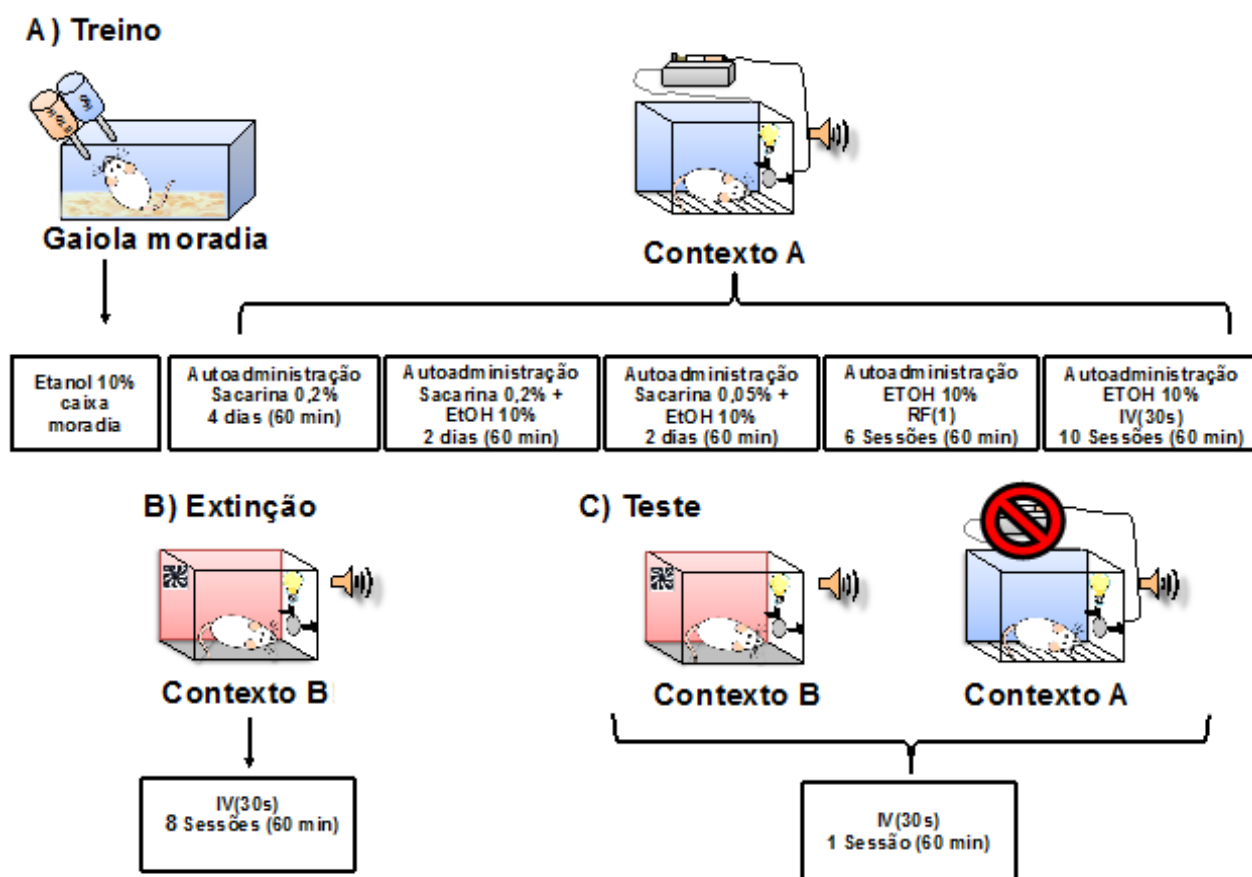 A) Treino
Gaiola moradia
Contexto A
Etanol 10%
caixa
moradia
Autoadministração
Sacarina 0,2%
4 dias (60 min)
Autoadministração
Sacarina 0,2% +
EtOH 10%
2 dias (60 min)
Autoadministração
Sacarina 0,05% +
EtOH 10%
2 dias (60 min)
Autoadministração
ETOH 10%
RF(1)
6 Sessões (60 min)
Autoadministração
ETOH 10%
IV(30s)
10 Sessões (60 min)
B) Extinção
Contexto B
IV(30s)
8 Sessões (60 min)
C) Teste
Contexto B
Contexto A
IV(30s)
1 Sessão (60 min)